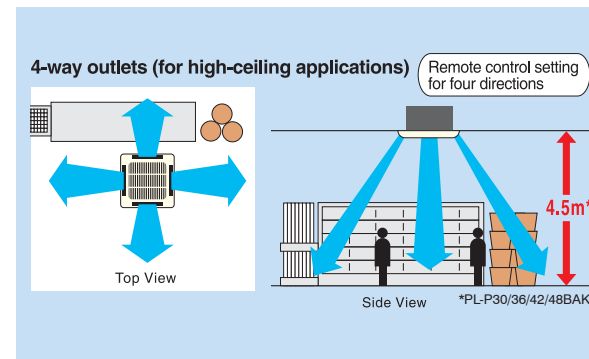 4-way outlets (for high-ceiling applications)
Remote control setting
for four directions
Top View
4.5m*
Side View
*PL-P30/36/42/48BAK